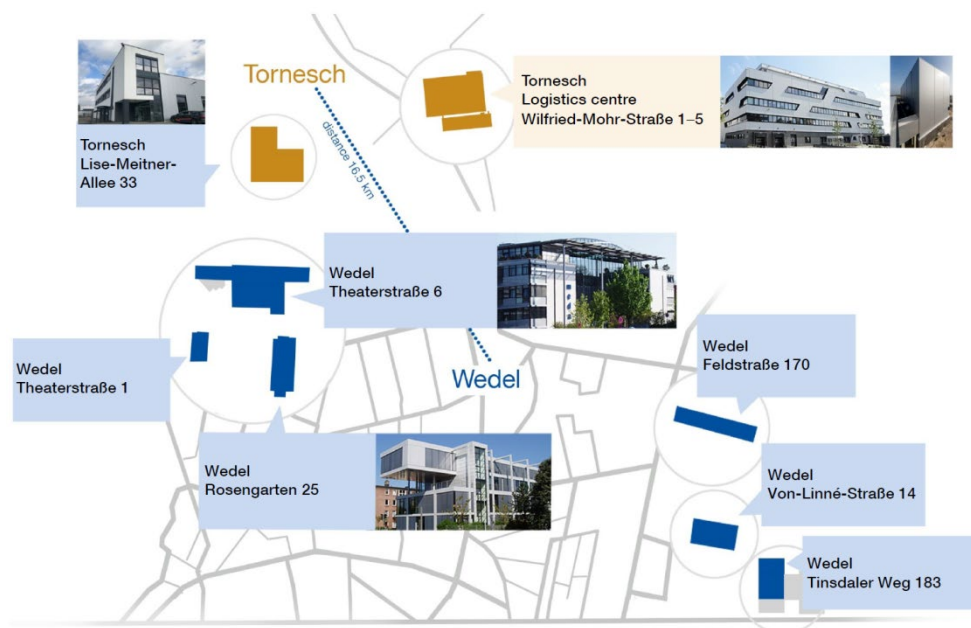 Tornesch
Tornesch
Logistics centre
Wilfried-Mohr-Straße 1–5
Tornesch
Lise-Meitner-
Allee 33
distance 16.5 km
Wedel
Theaterstraße 6
Wedel
Theaterstraße 1
Wedel
Wedel
Feldstraße 170
Wedel
Rosengarten 25
Wedel
Von-Linné-Straße 14
Wedel
Tinsdaler Weg 183